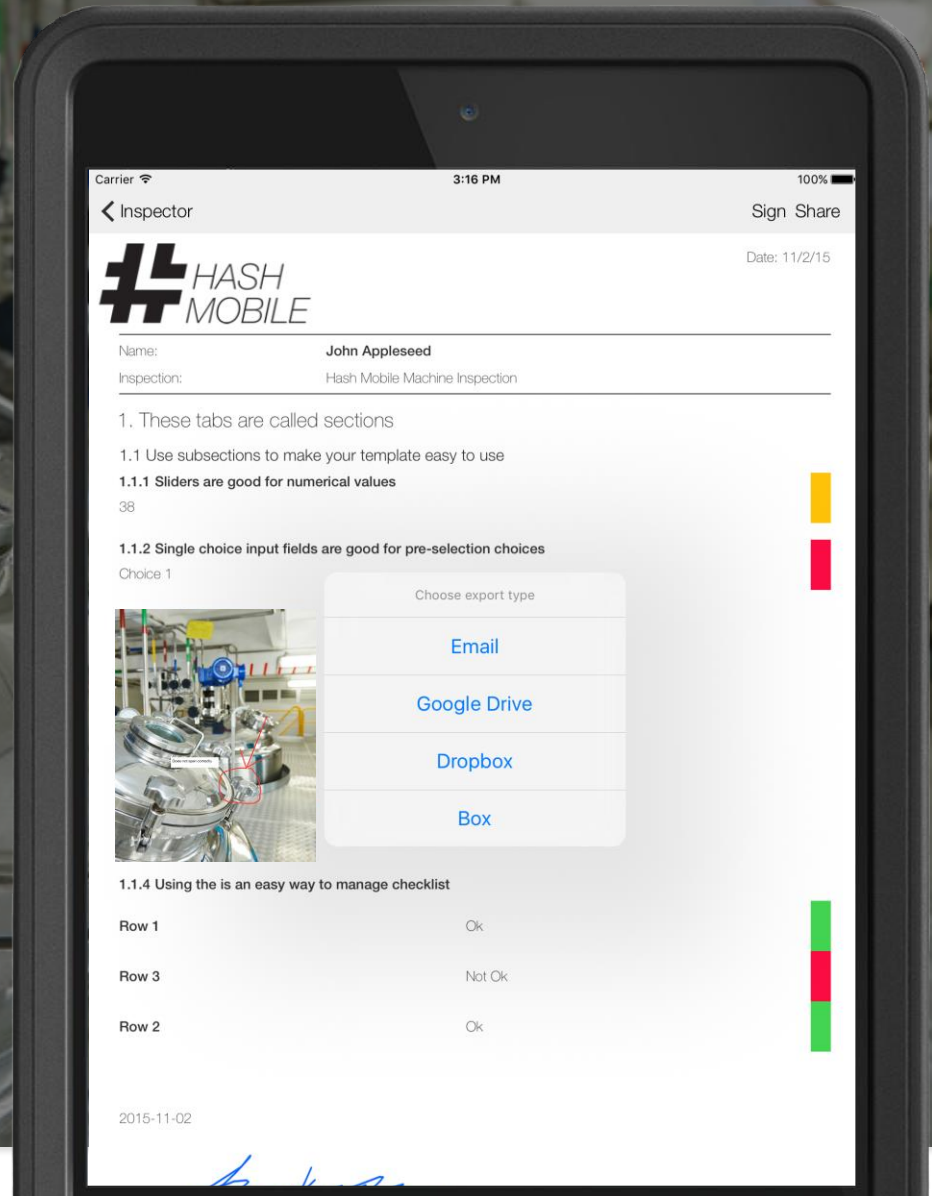 Carrier
3:16 PM
100%
Inspector
Sign Share
HASH
MOBILE
Date: 11/2/15
Name: John Appleseed
Inspection: Hash Mobile Machine Inspection
1. These tabs are called sections
1.1 Use subsections to make your template easy to use
1.1.1 Sliders are good for numerical values
38
1.1.2 Single choice input fields are good for pre-selection choices
Choice 1
Choose export type
Email
Google Drive
Dropbox
Box
Does not open correctly.
1.1.4 Using the is an easy way to manage checklist
Row 1 Ok
Row 3 Not Ok
Row 2 Ok
2015-11-02